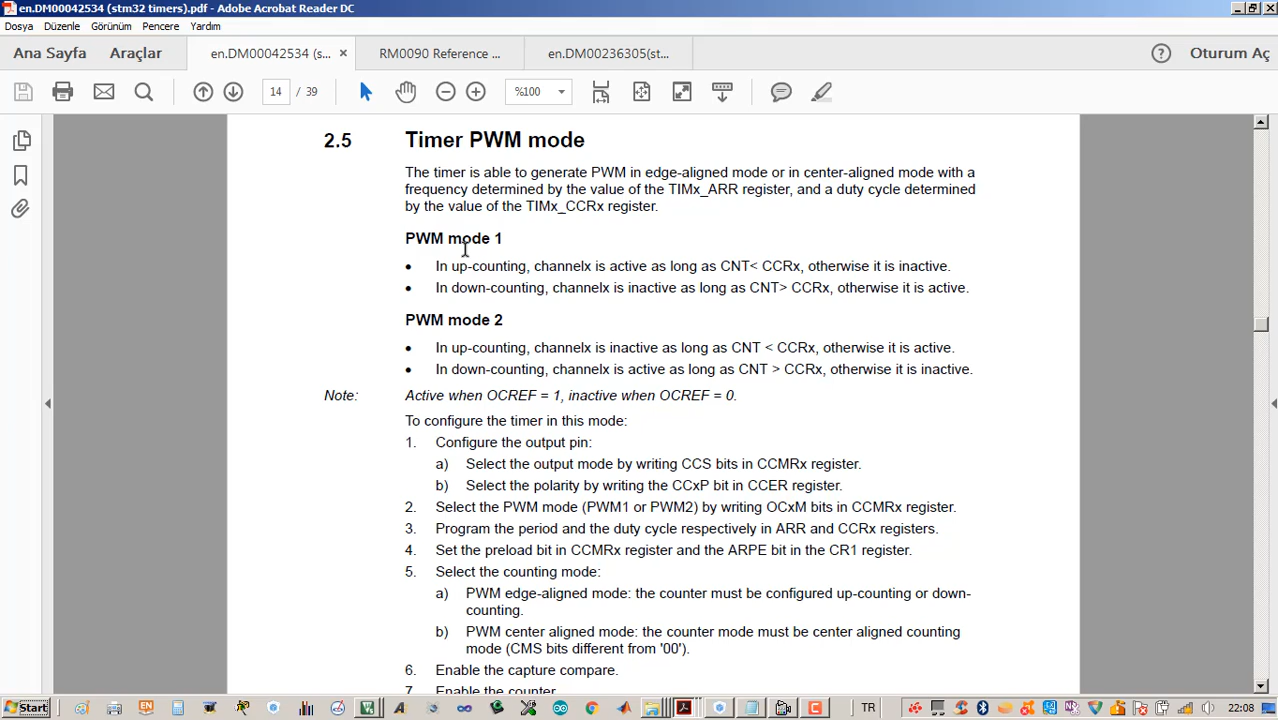 en.DM00042534 (stm32 timers).pdf - Adobe Acrobat Reader DC
Dosya Düzenle Görünüm Pencere Yardım
Ana Sayfa Araçlar en.DM00042534 (s... × RM0090 Reference ... en.DM00236305(st... ? Oturum Aç
14 / 39 %100
2.5 Timer PWM mode
The timer is able to generate PWM in edge-aligned mode or in center-aligned mode with a
frequency determined by the value of the TIMx_ARR register, and a duty cycle determined
by the value of the TIMx_CCRx register.
PWM mode 1
• In up-counting, channelx is active as long as CNT< CCRx, otherwise it is inactive.
• In down-counting, channelx is inactive as long as CNT> CCRx, otherwise it is active.
PWM mode 2
• In up-counting, channelx is inactive as long as CNT < CCRx, otherwise it is active.
• In down-counting, channelx is active as long as CNT > CCRx, otherwise it is inactive.
Note: Active when OCREF = 1, inactive when OCREF = 0.
To configure the timer in this mode:
1. Configure the output pin:
a) Select the output mode by writing CCS bits in CCMRx register.
b) Select the polarity by writing the CCxP bit in CCER register.
2. Select the PWM mode (PWM1 or PWM2) by writing OCxM bits in CCMRx register.
3. Program the period and the duty cycle respectively in ARR and CCRx registers.
4. Set the preload bit in CCMRx register and the ARPE bit in the CR1 register.
5. Select the counting mode:
a) PWM edge-aligned mode: the counter must be configured up-counting or down-
counting.
b) PWM center aligned mode: the counter mode must be center aligned counting
mode (CMS bits different from '00').
6. Enable the capture compare.
7. Enable the counter.
Start EN TR 22:08